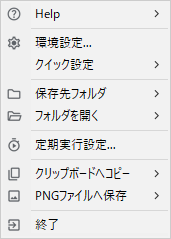 Help
環境設定...
クイック設定
保存先フォルダ
フォルダを開く
定期実行設定...
クリップボードへコピー
PNGファイルへ保存
終了